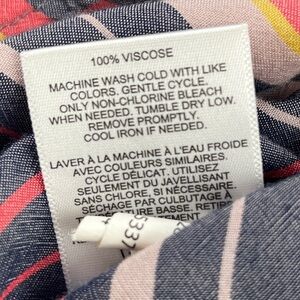 100% VISCOSE
MACHINE WASH COLD WITH LIKE
COLORS. GENTLE CYCLE.
ONLY NON-CHLORINE BLEACH
WHEN NEEDED. TUMBLE DRY LOW.
REMOVE PROMPTLY.
COOL IRON IF NEEDED.
LAVER À LA MACHINE À L'EAU FROIDE
AVEC COULEURS SIMILAIRES.
CYCLE DÉLICAT. UTILISEZ
SEULEMENT DU JAVELLISANT
SANS CHLORE, SI NÉCESSAIRE.
SÉCHAGE PAR CULBUTAGE À
TEMPÉRATURE BASSE.